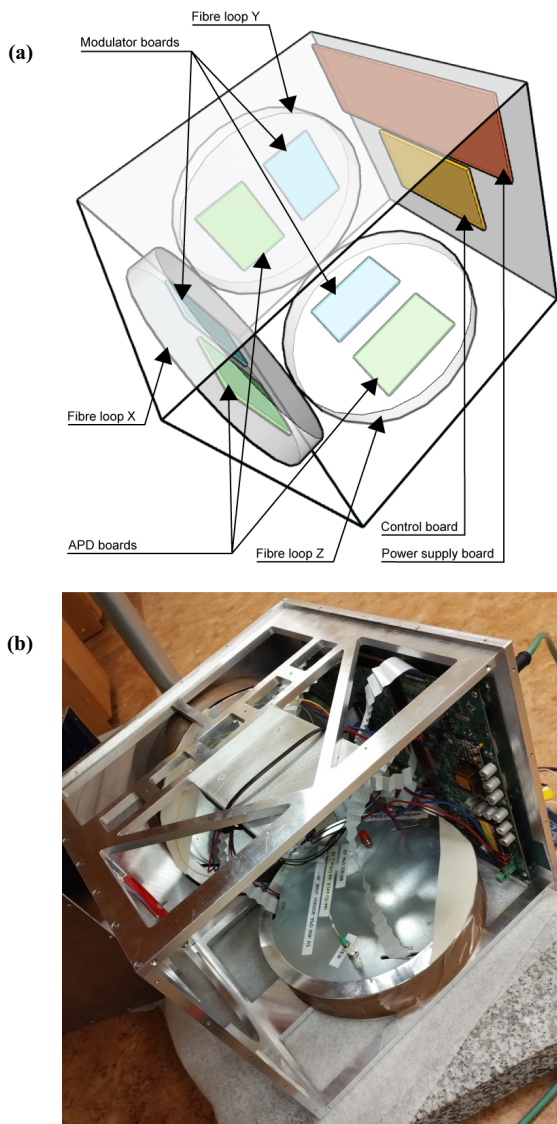 (a)
Fibre loop Y
Modulator boards
Fibre loop X
APD boards
Fibre loop Z
Control board
Power supply board
(b)